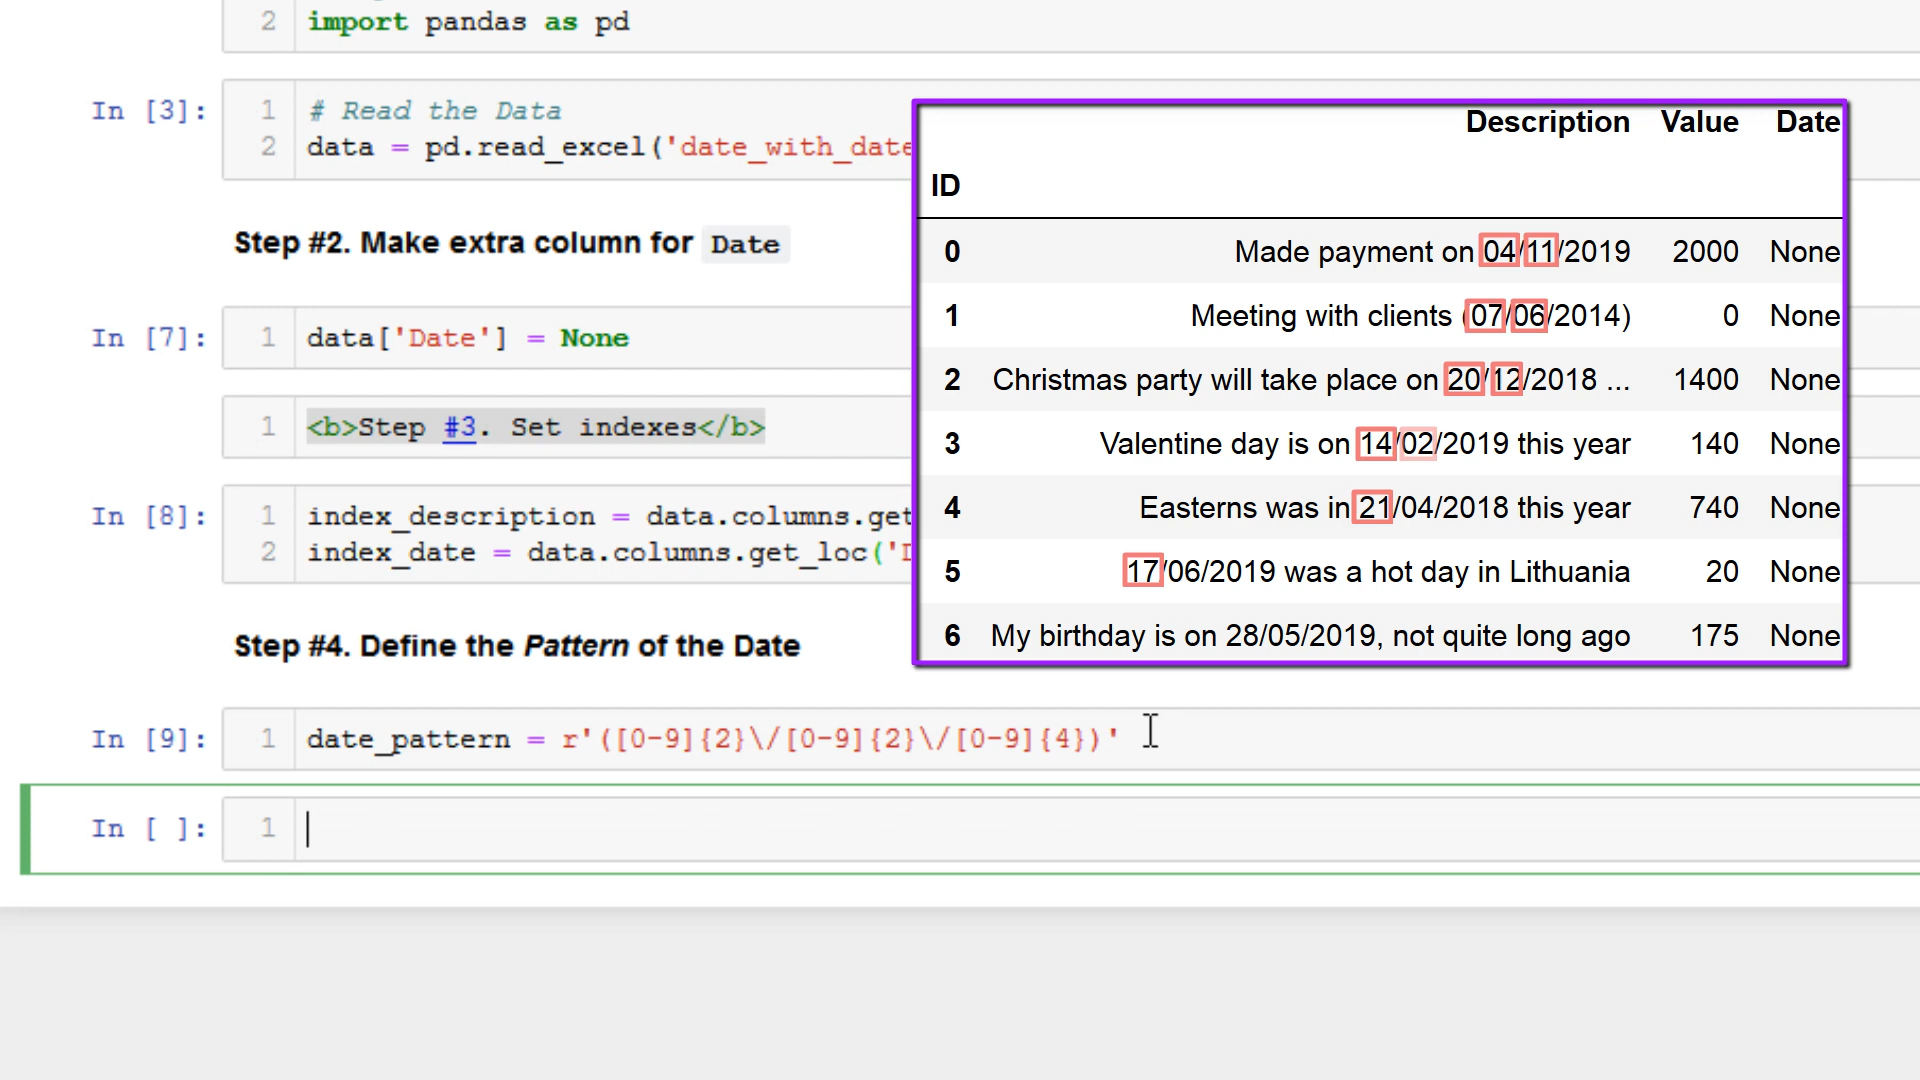 2 import pandas as pd
In [3]: 1 # Read the Data
2 data = pd.read_excel('date_with_date
Step #2. Make extra column for Date
In [7]: 1 data['Date'] = None
1 <b>Step #3. Set indexes</b>
In [8]: 1 index_description = data.columns.get
2 index_date = data.columns.get_loc('D
Step #4. Define the Pattern of the Date
In [9]: 1 date_pattern = r'([0-9]{2}\/[0-9]{2}\/[0-9]{4})'
In [ ]: 1
Description Value Date
ID
0 Made payment on 04/11/2019 2000 None
1 Meeting with clients (07/06/2014) 0 None
2 Christmas party will take place on 20/12/2018 ... 1400 None
3 Valentine day is on 14/02/2019 this year 140 None
4 Easterns was in 21/04/2018 this year 740 None
5 17/06/2019 was a hot day in Lithuania 20 None
6 My birthday is on 28/05/2019, not quite long ago 175 None